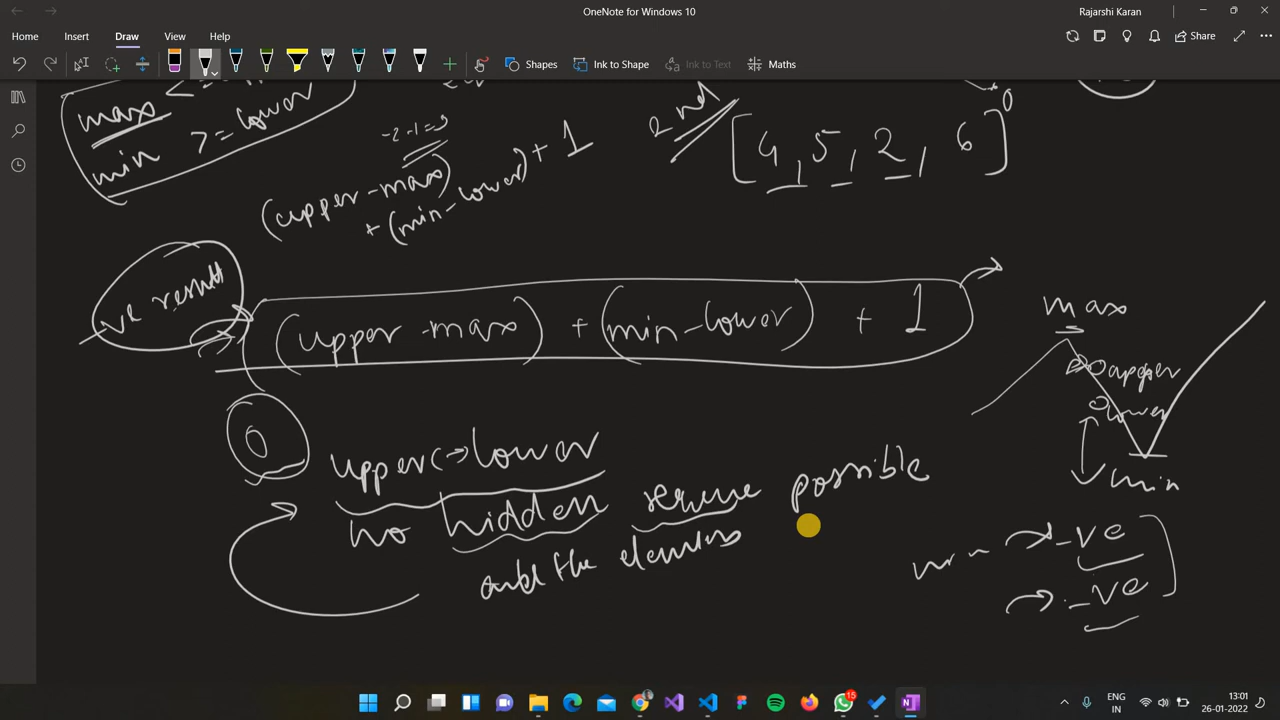 OneNote for Windows 10
Rajarshi Karan
Home Insert Draw View Help
Share
Shapes Ink to Shape Ink to Text Maths
max <=
min >= lower
(upper - max)
+ (min - lower) + 1
2nd
[4, 5, 2, 6]
0
-ve result
(upper - max) + (min - lower) + 1
max
upper
lower
min
0
upper <-> lower
no hidden possible
the elements
-ve
-ve
15
ENG
IN
13:01
26-01-2022